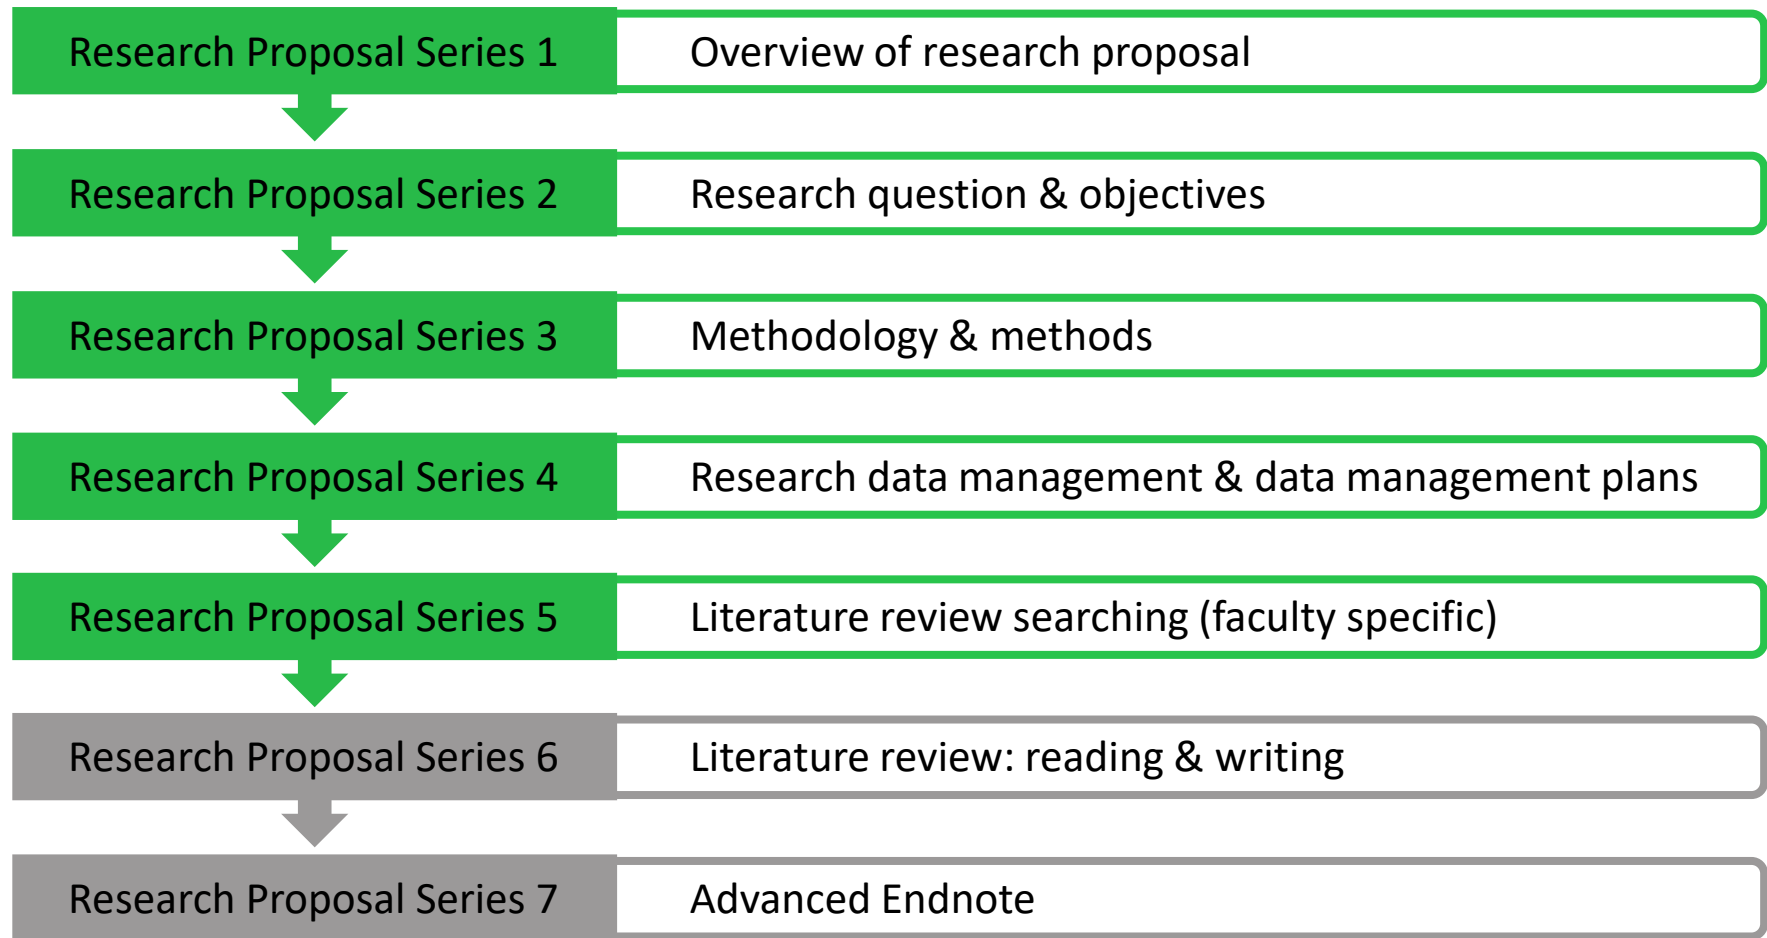 Research Proposal Series 1
Overview of research proposal
Research Proposal Series 2
Research question & objectives
Research Proposal Series 3
Methodology & methods
Research Proposal Series 4
Research data management & data management plans
Research Proposal Series 5
Literature review searching (faculty specific)
Research Proposal Series 6
Literature review: reading & writing
Research Proposal Series 7
Advanced Endnote